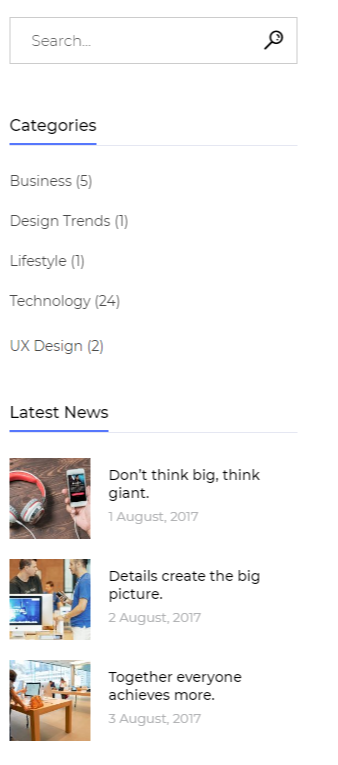 Search...
Categories
Business (5)
Design Trends (1)
Lifestyle (1)
Technology (24)
UX Design (2)
Latest News
Don't think big, think
giant.
1 August, 2017
Details create the big
picture.
2 August, 2017
Together everyone
achieves more.
3 August, 2017